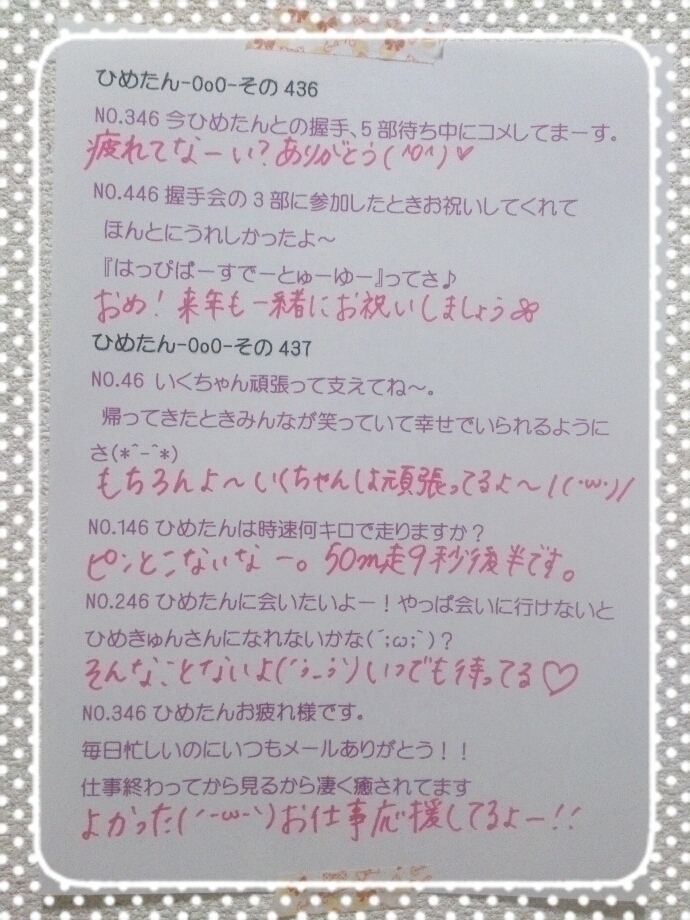 ひめたん-OoO-その436
NO.346 今ひめたんとの握手、5部待ち中にコメしてまーす。
疲れてなーい？ありがとう(^O^)♥
NO.446 握手会の3部に参加したときお祝いしてくれて
ほんとにうれしかったよ～
『はっぴばーすでーとゅーゆー』ってさ♪
おめ！来年も一緒にお祝いしましょう
ひめたん-OoO-その437
NO.46 いくちゃん頑張って支えてね～。
帰ってきたときみんなが笑っていて幸せでいられるように
さ(*^-^*)
もちろんよ～いくちゃんは頑張ってるよ～!(･ω･)/
NO.146 ひめたんは時速何キロで走りますか？
ピンとこないなー。50m走9秒後半です。
NO.246 ひめたんに会いたいよー！やっぱ会いに行けないと
ひめきゅんさんになれないかな(´;ω;`)？
そんなことないよ(´う_う`)いつでも待ってる♡
NO.346 ひめたんお疲れ様です。
毎日忙しいのにいつもメールありがとう！！
仕事終わってから見るから凄く癒されてます
よかった(´-ω-`)お仕事応援してるよー!!